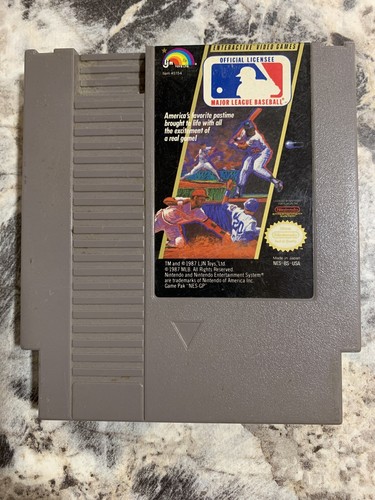 INTERACTIVE VIDEO GAMES
LJN
OFFICIAL LICENSEE
MAJOR LEAGUE BASEBALL®
America's favorite pastime
brought to life with all
the excitement of
a real game!
Nintendo
Made in Japan
NES-BS-USA
TM and © 1987 LJN Toys, Ltd.
© 1987 MLB. All Rights Reserved.
Nintendo and Nintendo Entertainment System®
are trademarks of Nintendo of America Inc.
Game Pak "NES-GP"